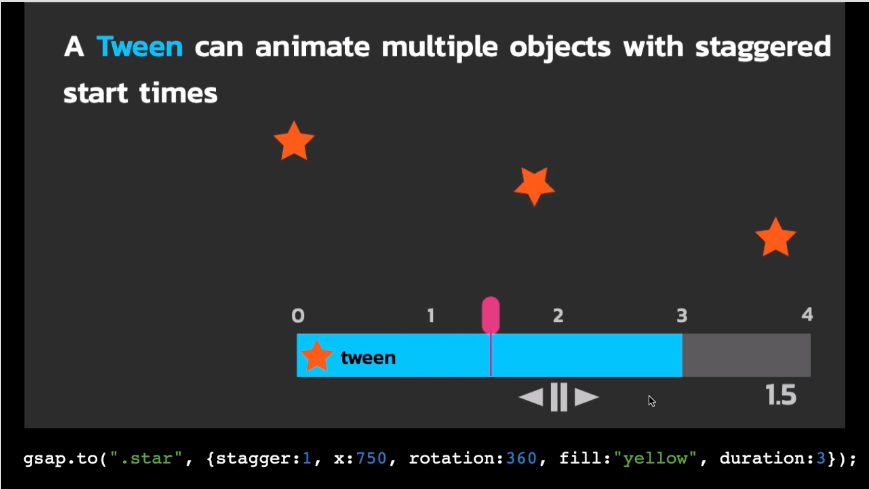 A Tween can animate multiple objects with staggered
start times
0 1 2 3 4
tween
1.5
gsap.to(".star", {stagger:1, x:750, rotation:360, fill:"yellow", duration:3});